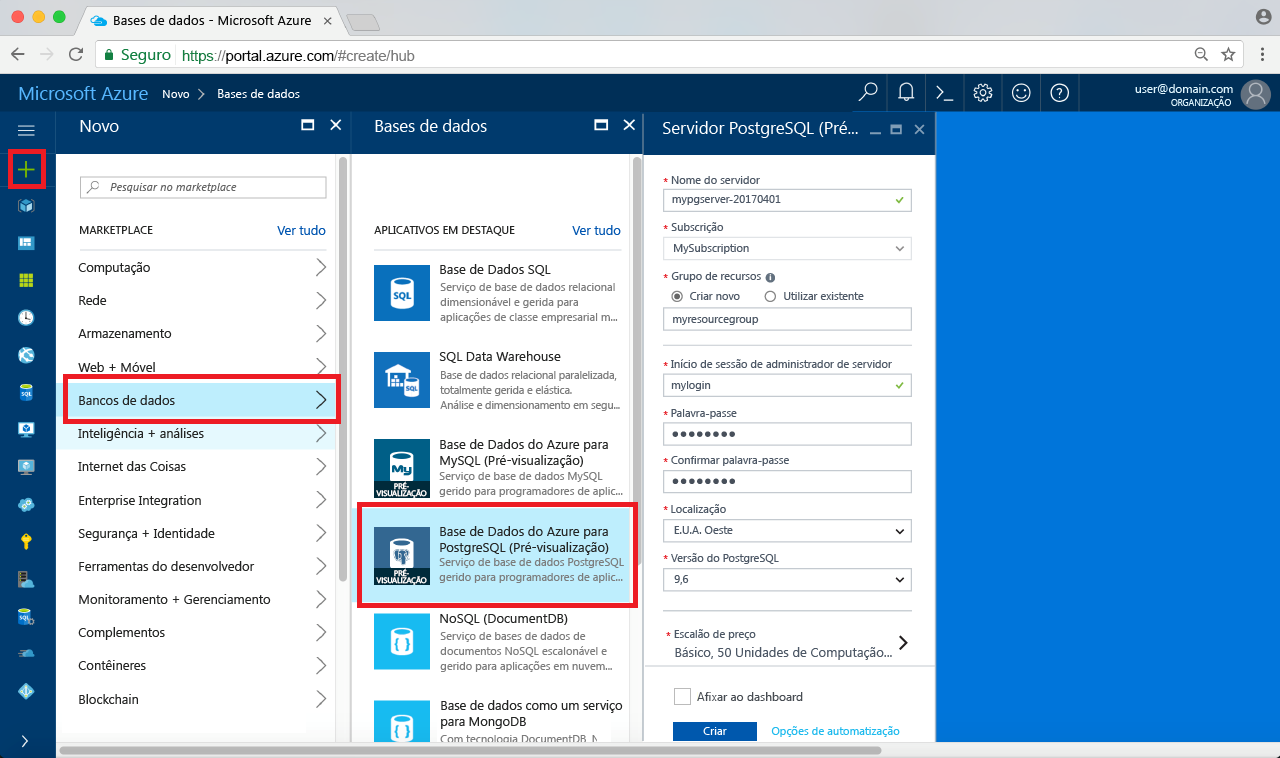 Bases de dados - Microsoft Azure
Seguro https://portal.azure.com/#create/hub
Microsoft Azure Novo Bases de dados
user@domain.com
ORGANIZAÇÃO
Novo
Pesquisar no marketplace
MARKETPLACE Ver tudo
Computação
Rede
Armazenamento
Web + Móvel
Bancos de dados
Inteligência + análises
Internet das Coisas
Enterprise Integration
Segurança + Identidade
Ferramentas do desenvolvedor
Monitoramento + Gerenciamento
Complementos
Contêineres
Blockchain
Bases de dados
APLICATIVOS EM DESTAQUE Ver tudo
Base de Dados SQL
Serviço de base de dados relacional
dimensionável e gerida para
aplicações de classe empresarial m...
SQL Data Warehouse
Base de dados relacional paralelizada,
totalmente gerida e elástica.
Análise e dimensionamento em segu...
Base de Dados do Azure para
MySQL (Pré-visualização)
Serviço de base de dados MySQL
gerido para programadores de aplic...
PRÉ-
VISUALIZAÇÃO
Base de Dados do Azure para
PostgreSQL (Pré-visualização)
Serviço de base de dados PostgreSQL
gerido para programadores de aplic...
PRÉ-
VISUALIZAÇÃO
NoSQL (DocumentDB)
Serviço de bases de dados de
documentos NoSQL escalonável e
gerido para aplicações em nuvem...
Base de dados como um serviço
para MongoDB
Com tecnologia DocumentDB.
Servidor PostgreSQL (Pré...
* Nome do servidor
mypgserver-20170401
* Subscrição
MySubscription
* Grupo de recursos
Criar novo Utilizar existente
myresourcegroup
* Início de sessão de administrador de servidor
mylogin
* Palavra-passe
* Confirmar palavra-passe
* Localização
E.U.A. Oeste
* Versão do PostgreSQL
9,6
* Escalão de preço
Básico, 50 Unidades de Computação...
Afixar ao dashboard
Criar Opções de automatização